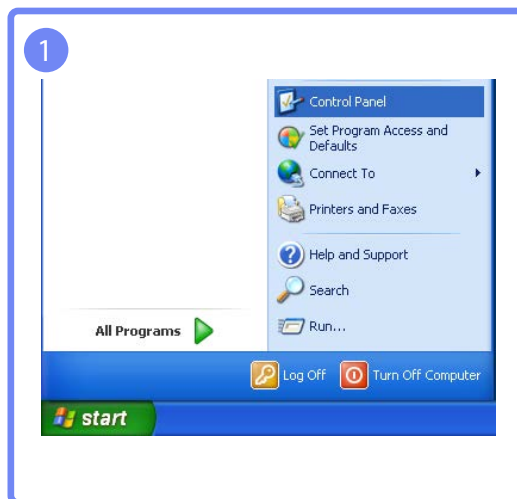 1
Control Panel
Set Program Access and
Defaults
Connect To
Printers and Faxes
Help and Support
Search
All Programs
Run...
Log Off
Turn Off Computer
start